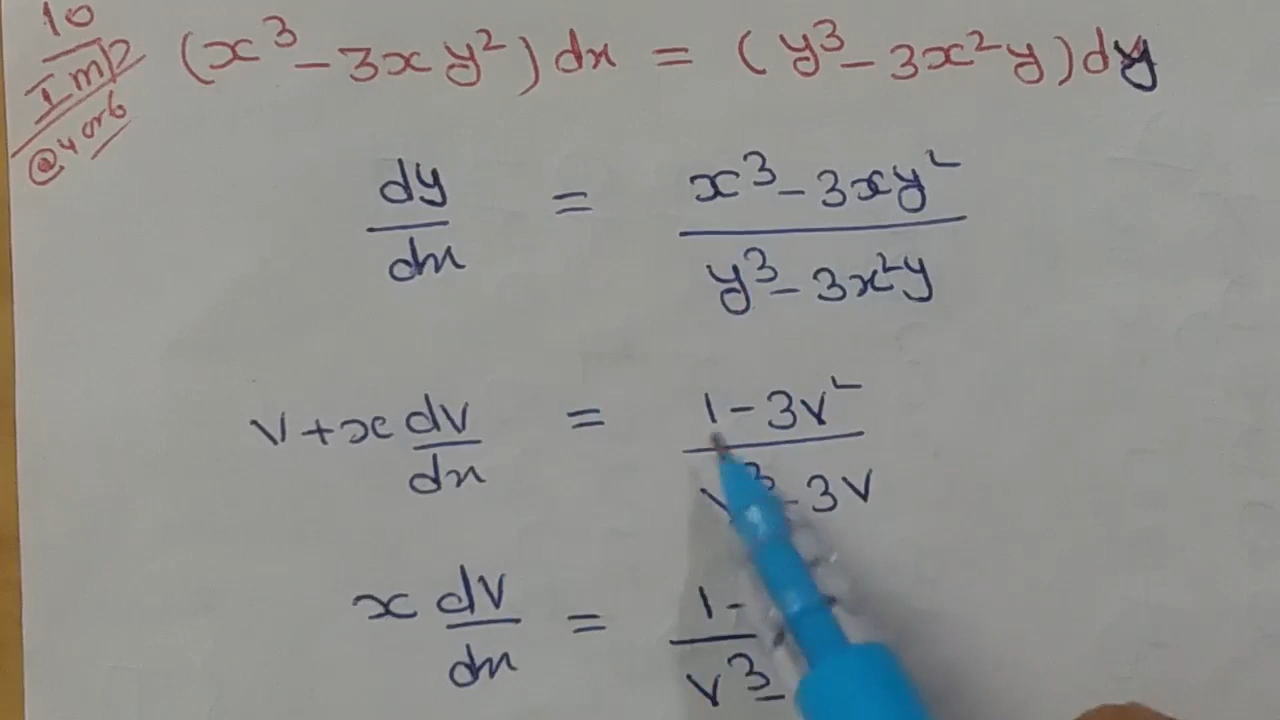 10
Imp
@4 or 6
(x³ - 3xy²) dx = (y³ - 3x²y) dy
dy/dx = (x³ - 3xy²)/(y³ - 3x²y)
v + x dv/dx = (1 - 3v²)/(v³ - 3v)
x dv/dx = 1 - / v³ -